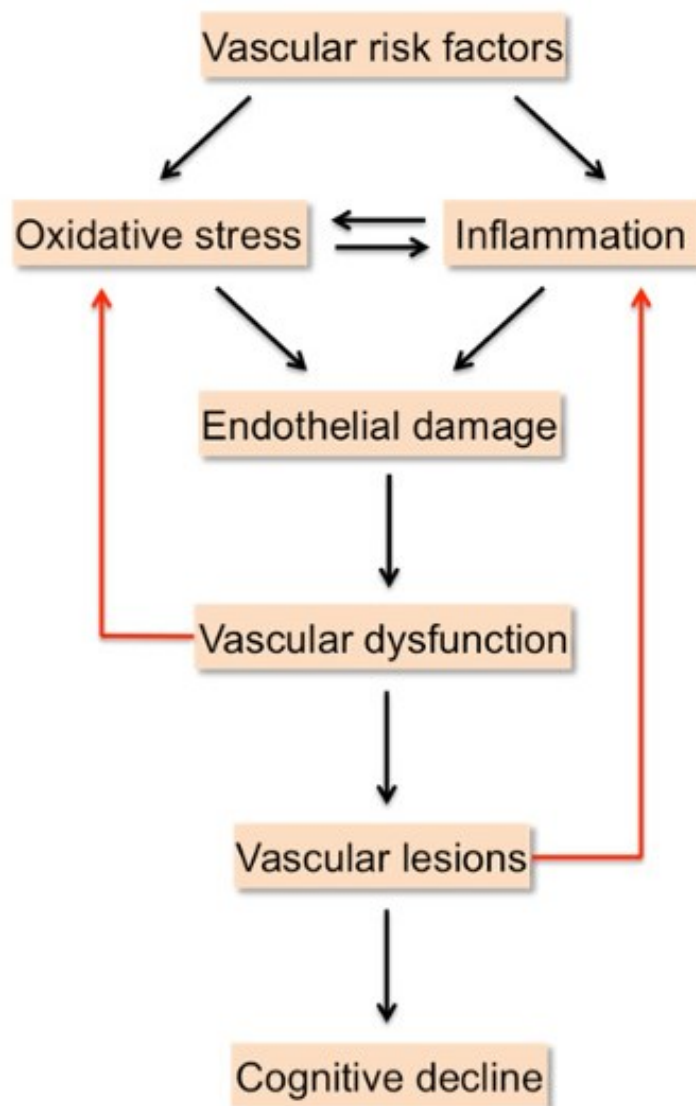 Vascular risk factors
Oxidative stress
Inflammation
Endothelial damage
Vascular dysfunction
Vascular lesions
Cognitive decline